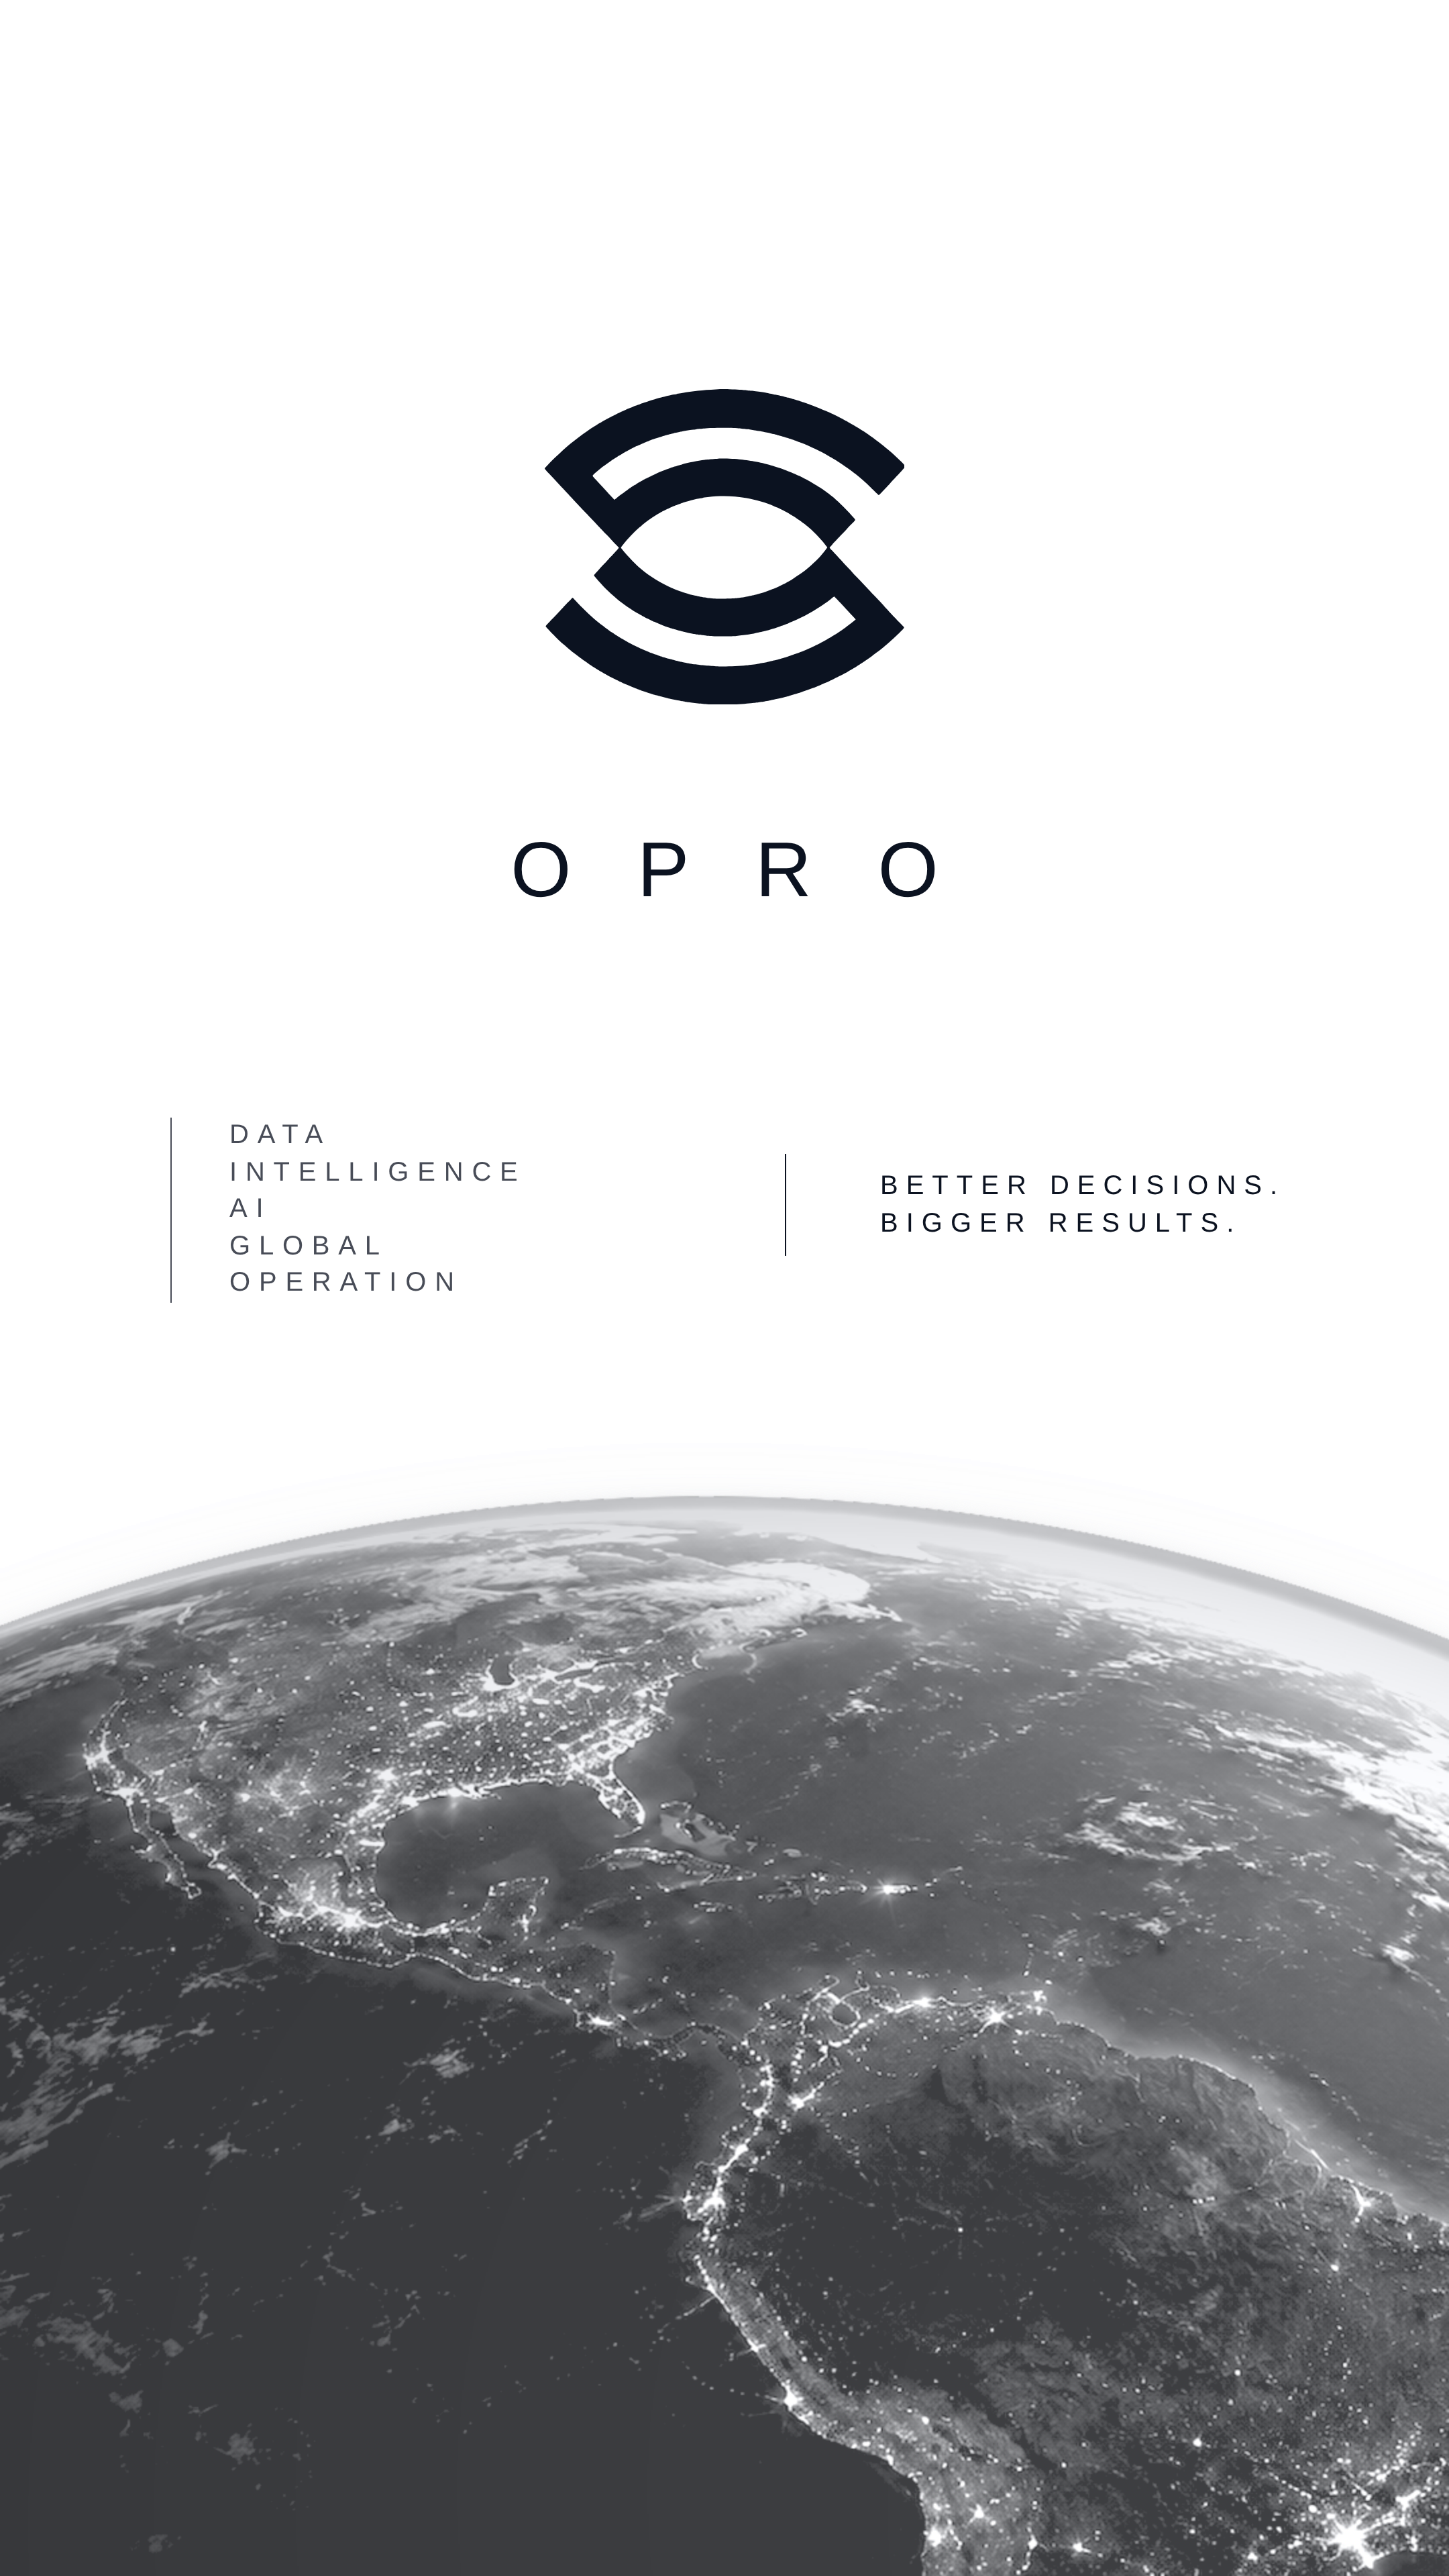 OPRO
DATA
INTELLIGENCE
AI
GLOBAL
OPERATION
BETTER DECISIONS.
BIGGER RESULTS.